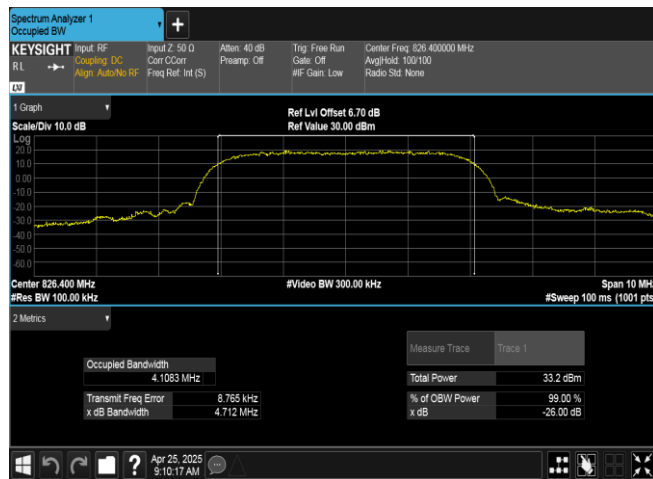 Spectrum Analyzer 1
Occupied BW
+
KEYSIGHT Input: RF Input Z: 50 Ω Atten: 40 dB Trig: Free Run Center Freq: 826.400000 MHz
RL Coupling: DC Corr CCorr Preamp: Off Gate: Off Avg|Hold: 100/100
Align: Auto/No RF Freq Ref: Int (S) #IF Gain: Low Radio Std: None
LXI
1 Graph Ref Lvl Offset 6.70 dB
Scale/Div 10.0 dB Ref Value 30.00 dBm
Log
20.0
10.0
0.00
-10.0
-20.0
-30.0
-40.0
-50.0
-60.0
Center 826.400 MHz #Video BW 300.00 kHz Span 10 MHz
#Res BW 100.00 kHz #Sweep 100 ms (1001 pts
2 Metrics
Measure Trace Trace 1
Occupied Bandwidth
4.1083 MHz Total Power 33.2 dBm
Transmit Freq Error 8.765 kHz % of OBW Power 99.00 %
x dB Bandwidth 4.712 MHz x dB -26.00 dB
? Apr 25, 2025
9:10:17 AM